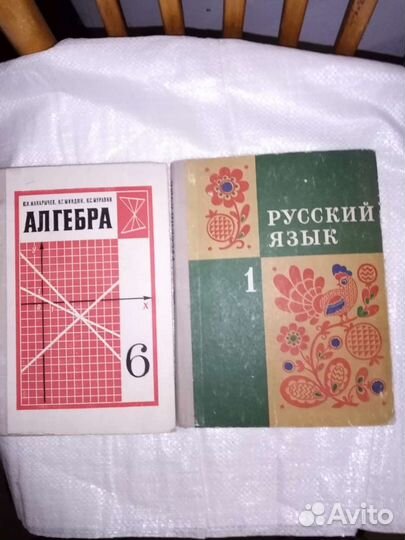 Ю.Н.МАКАРЫЧЕВ, Н.Г.МИНДЮК, К.С.МУРАВИН
АЛГЕБРА
X
6
РУССКИЙ
ЯЗЫК
1
Avito